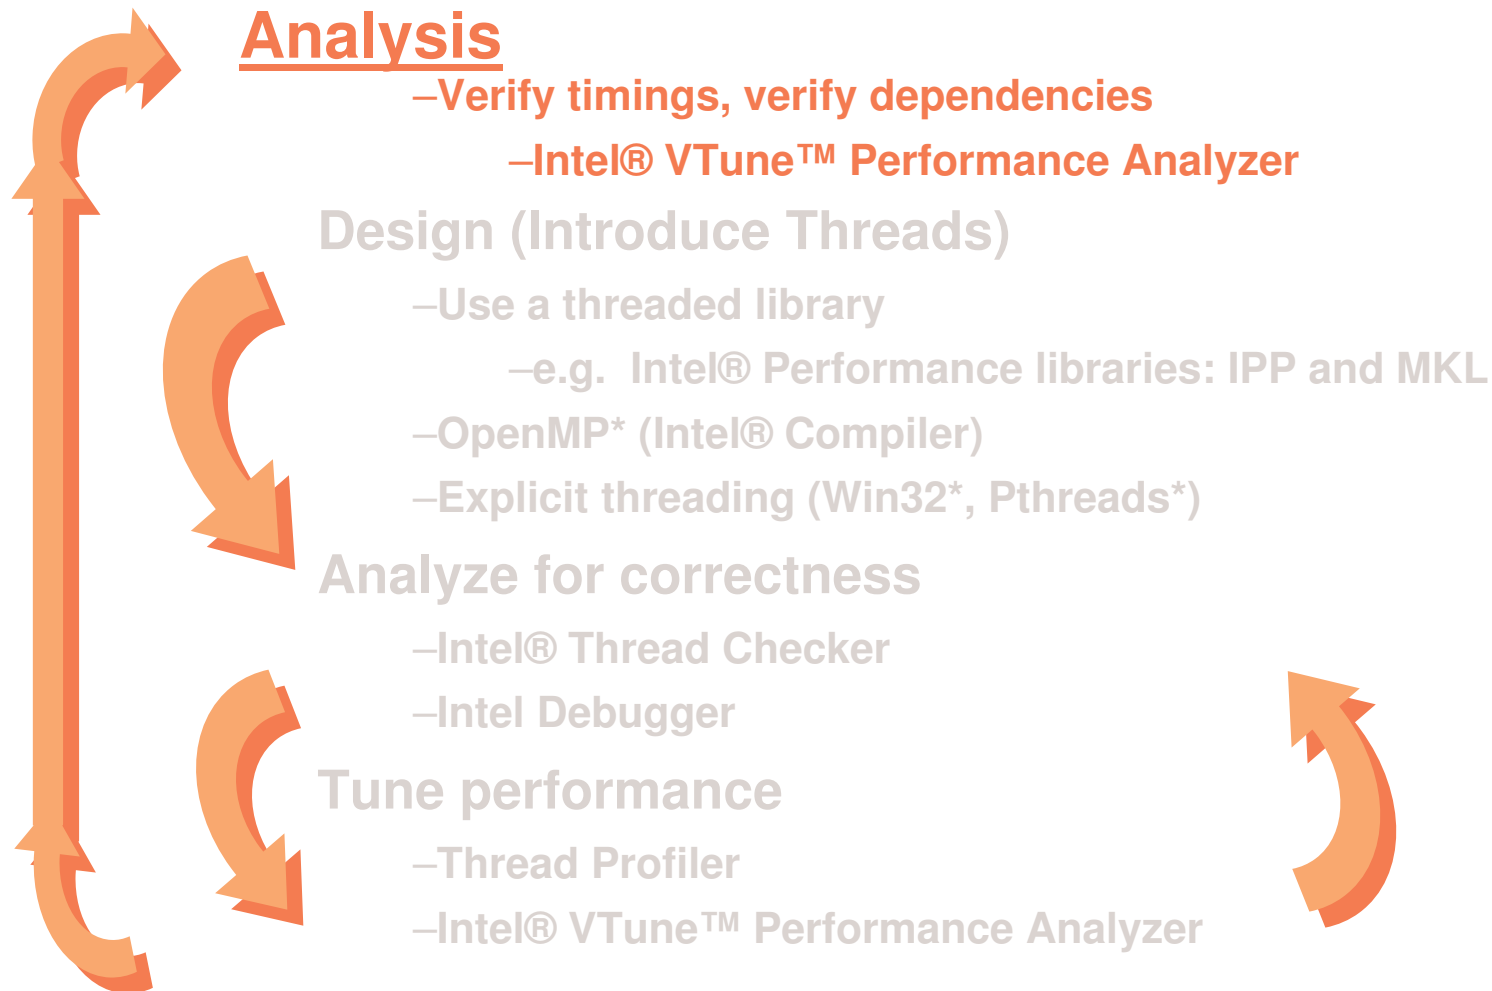 Analysis
–Verify timings, verify dependencies
–Intel® VTune™ Performance Analyzer
Design (Introduce Threads)
–Use a threaded library
–e.g. Intel® Performance libraries: IPP and MKL
–OpenMP* (Intel® Compiler)
–Explicit threading (Win32*, Pthreads*)
Analyze for correctness
–Intel® Thread Checker
–Intel Debugger
Tune performance
–Thread Profiler
–Intel® VTune™ Performance Analyzer